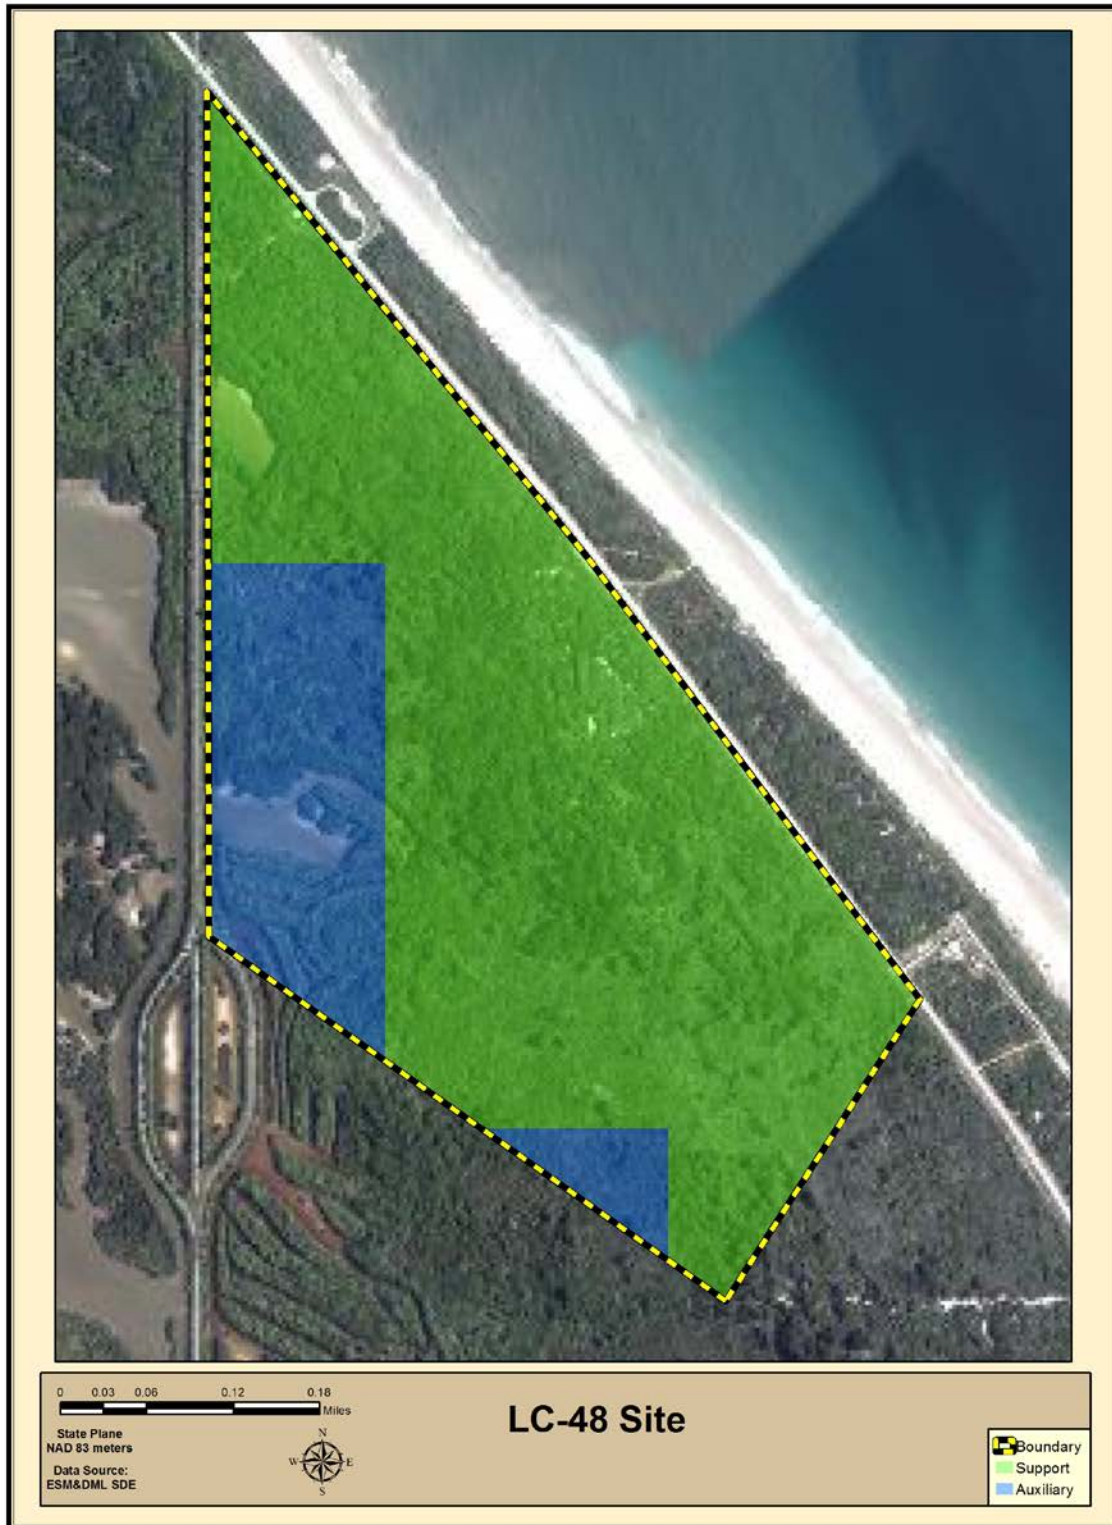 0 0.03 0.06 0.12 0.18
Miles
State Plane
NAD 83 meters
Data Source:
ESM&DML SDE
N
W E
S
LC-48 Site
Boundary
Support
Auxiliary